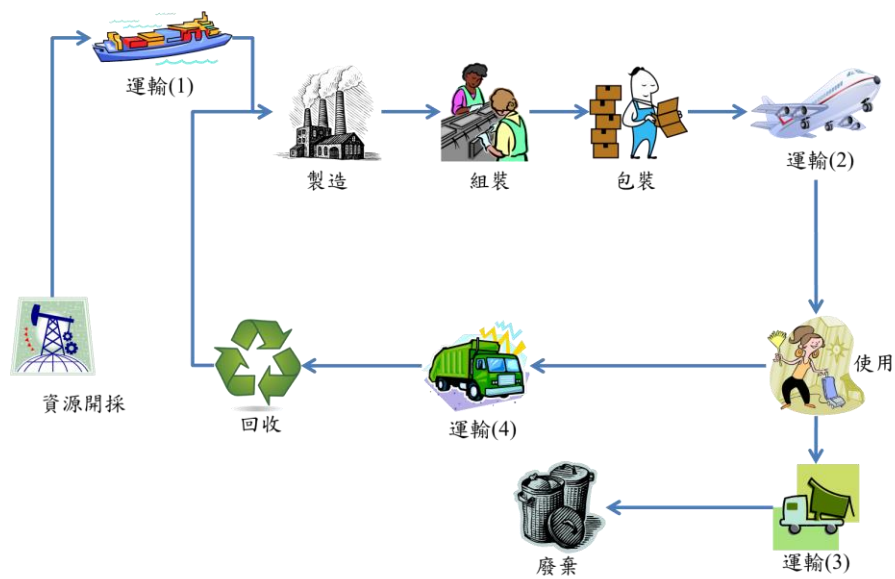 運輸(1)
製造
組裝
包裝
運輸(2)
使用
資源開採
回收
運輸(4)
廢棄
運輸(3)